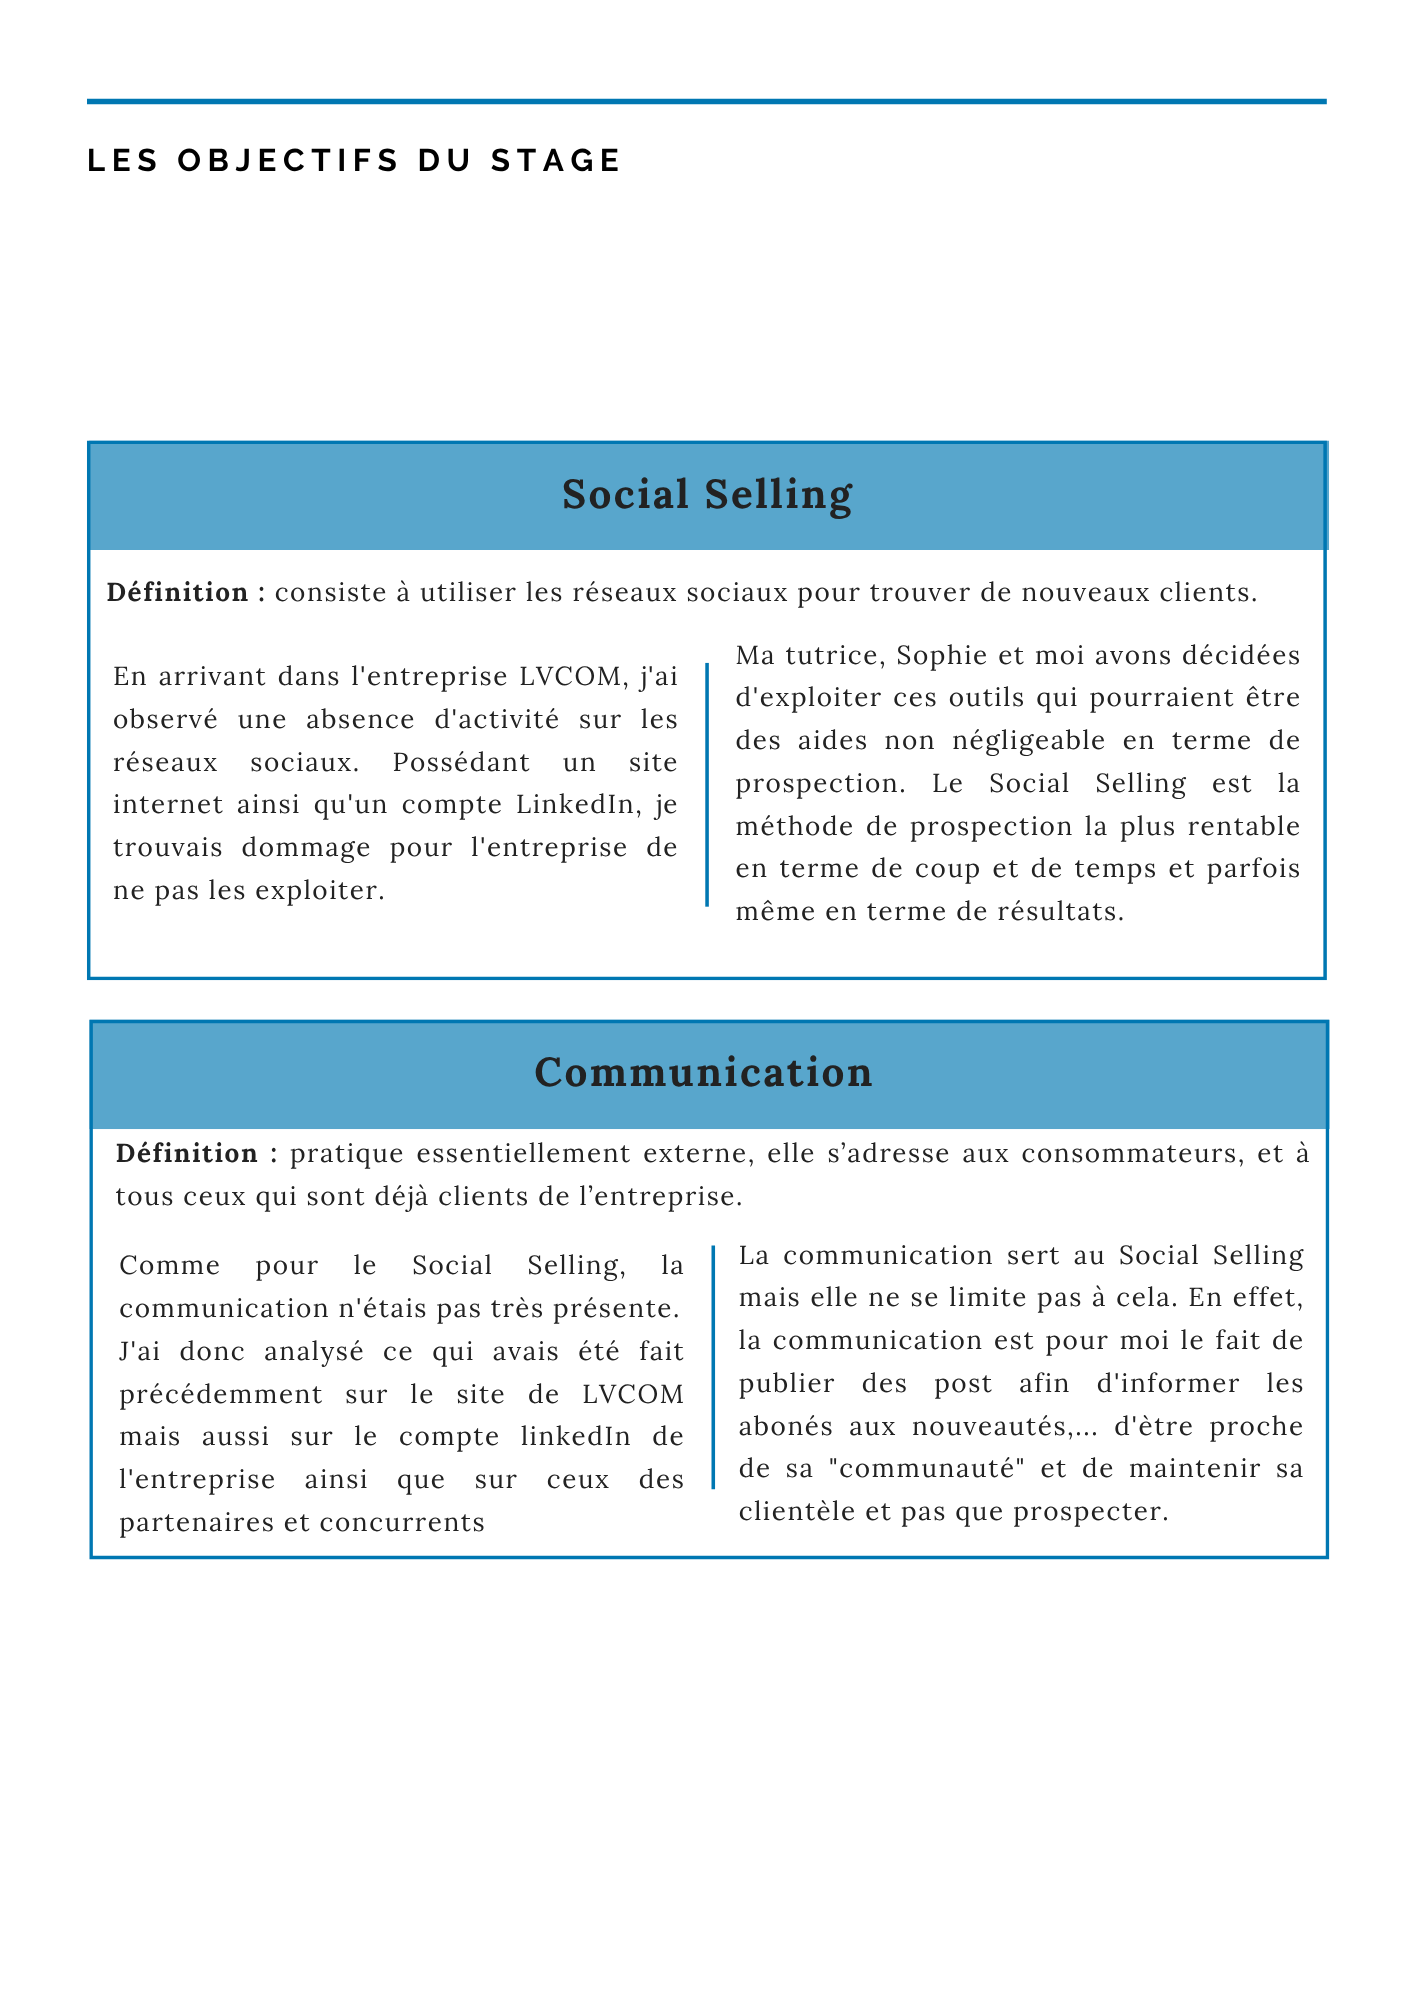 LES OBJECTIFS DU STAGE
Social Selling
Définition : consiste à utiliser les réseaux sociaux pour trouver de nouveaux clients.
En arrivant dans l'entreprise LVCOM, j'ai
observé une absence d'activité sur les
réseaux sociaux. Possédant un site
internet ainsi qu'un compte LinkedIn, je
trouvais dommage pour l'entreprise de
ne pas les exploiter.
Ma tutrice, Sophie et moi avons décidées
d'exploiter ces outils qui pourraient être
des aides non négligeable en terme de
prospection. Le Social Selling est la
méthode de prospection la plus rentable
en terme de coup et de temps et parfois
même en terme de résultats.
Communication
Définition : pratique essentiellement externe, elle s’adresse aux consommateurs, et à
tous ceux qui sont déjà clients de l’entreprise.
Comme pour le Social Selling, la
communication n'étais pas très présente.
J'ai donc analysé ce qui avais été fait
précédemment sur le site de LVCOM
mais aussi sur le compte linkedIn de
l'entreprise ainsi que sur ceux des
partenaires et concurrents
La communication sert au Social Selling
mais elle ne se limite pas à cela. En effet,
la communication est pour moi le fait de
publier des post afin d'informer les
abonés aux nouveautés,... d'ètre proche
de sa "communauté" et de maintenir sa
clientèle et pas que prospecter.